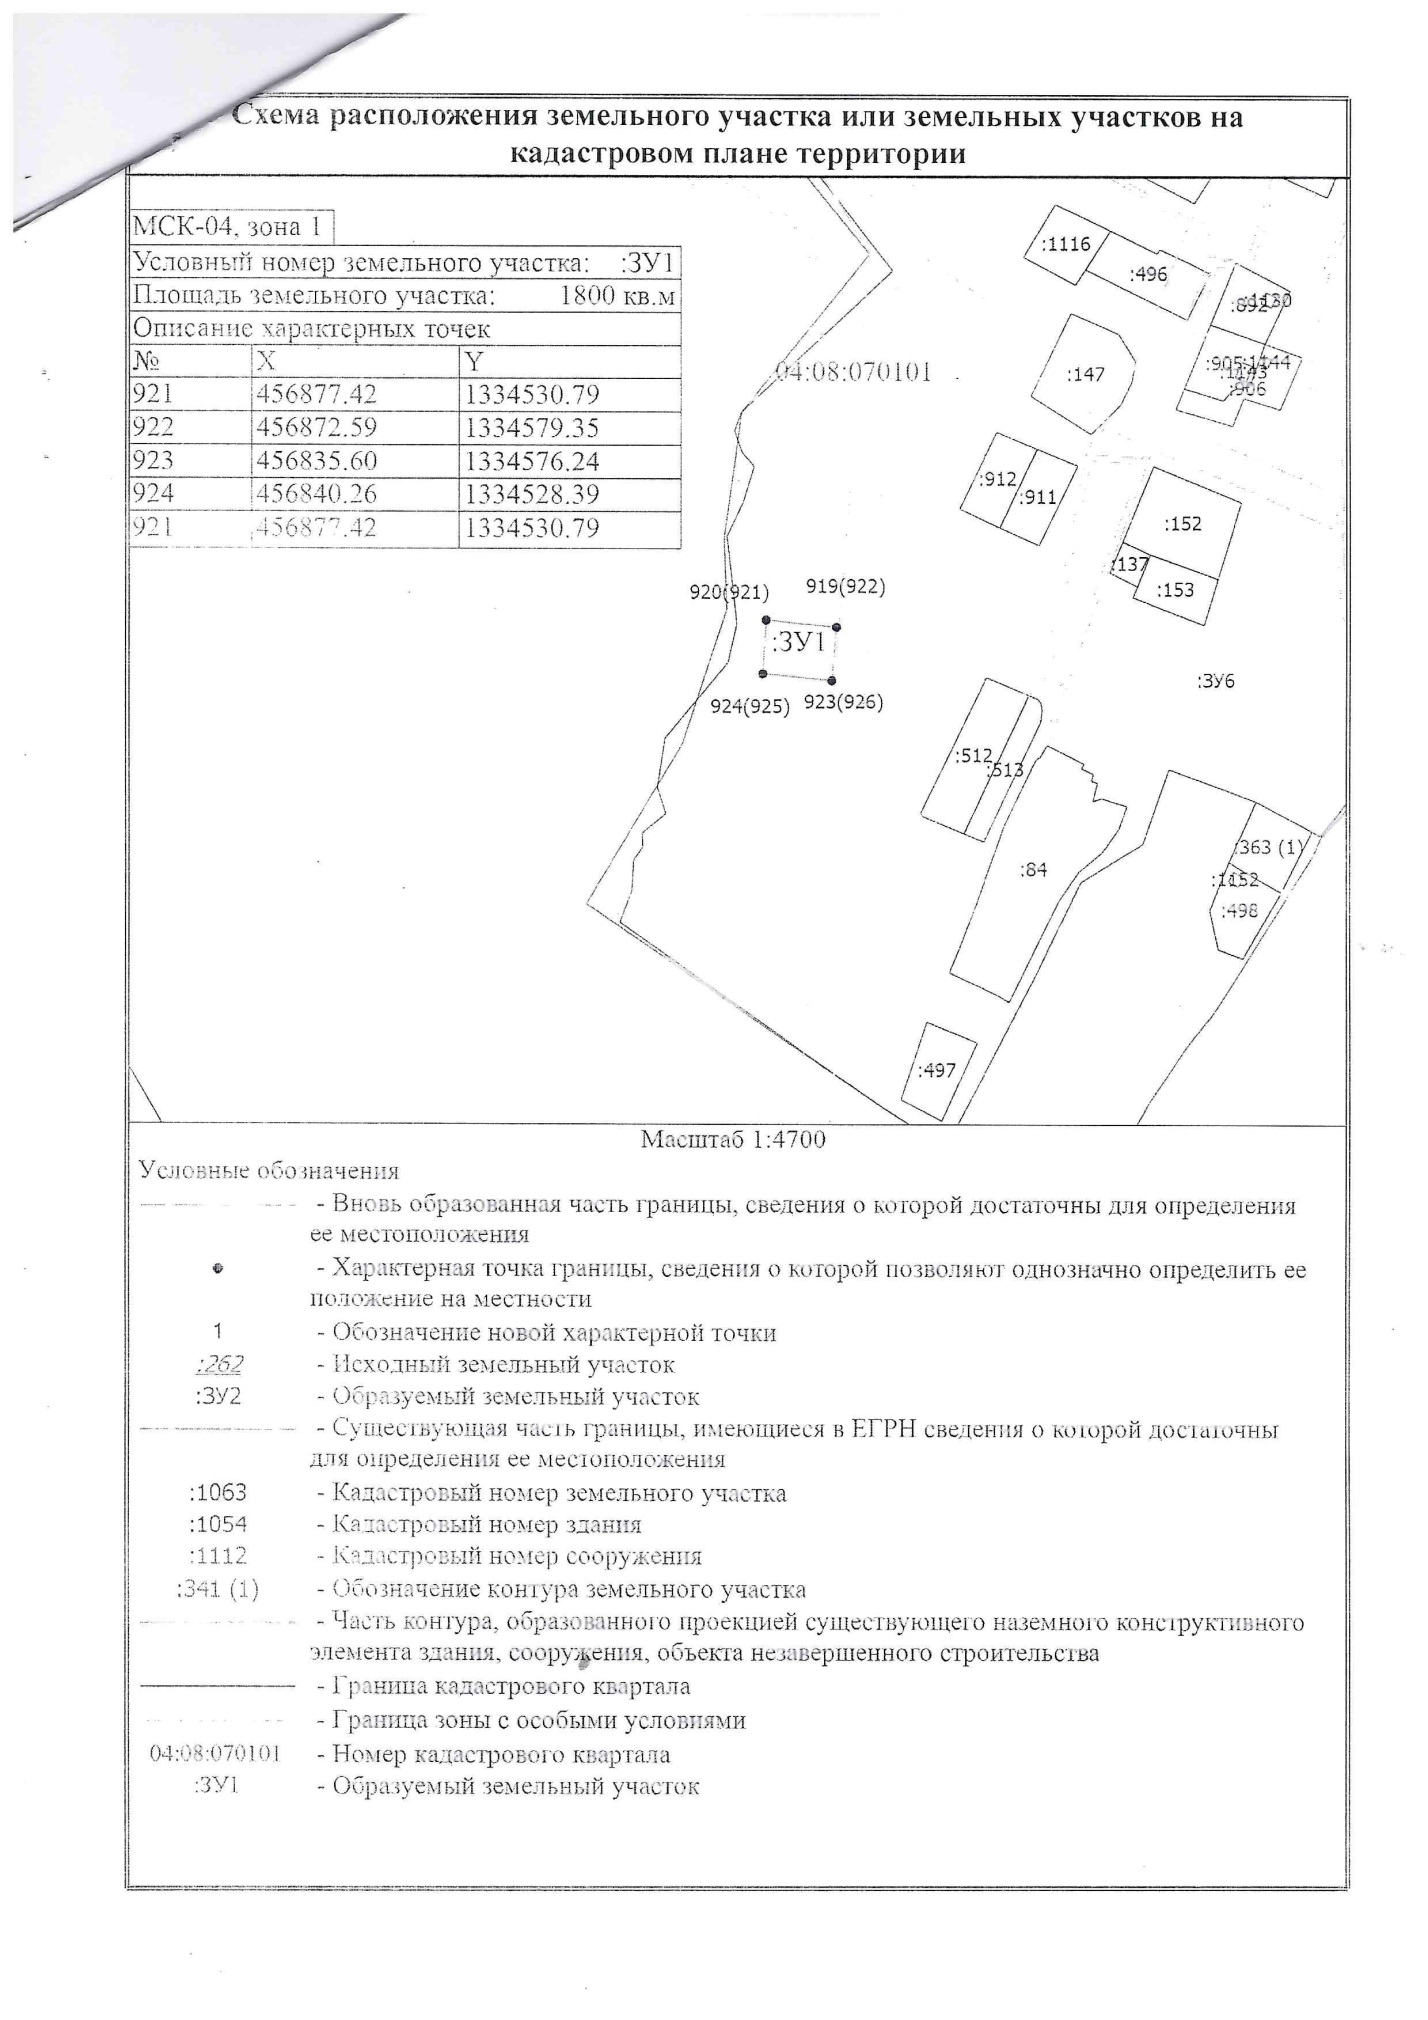 Схема расположения земельного участка или земельных участков на
кадастровом плане территории
МСК-04, зона 1
Условный номер земельного участка: :ЗУ1
Площадь земельного участка: 1800 кв.м
Описание характерных точек
№ X Y
921 456877.42 1334530.79
922 456872.59 1334579.35
923 456835.60 1334576.24
924 456840.26 1334528.39
921 456877.42 1334530.79
:1116
:496
:892
:1130
04:08:070101
:147
:905
:1144
:1143
:906
:912
:911
:152
:137
:153
920(921)
919(922)
:ЗУ1
924(925)
923(926)
:ЗУ6
:512
:513
:84
:363 (1)
:1152
:498
:497
Масштаб 1:4700
Условные обозначения
- Вновь образованная часть границы, сведения о которой достаточны для определения
ее местоположения
- Характерная точка границы, сведения о которой позволяют однозначно определить ее
положение на местности
1 - Обозначение новой характерной точки
:262 - Исходный земельный участок
:ЗУ2 - Образуемый земельный участок
- Существующая часть границы, имеющиеся в ЕГРН сведения о которой достаточны
для определения ее местоположения
:1063 - Кадастровый номер земельного участка
:1054 - Кадастровый номер здания
:1112 - Кадастровый номер сооружения
:341 (1) - Обозначение контура земельного участка
- Часть контура, образованного проекцией существующего наземного конструктивного
элемента здания, сооружения, объекта незавершенного строительства
- Граница кадастрового квартала
- Граница зоны с особыми условиями
04:08:070101 - Номер кадастрового квартала
:ЗУ1 - Образуемый земельный участок